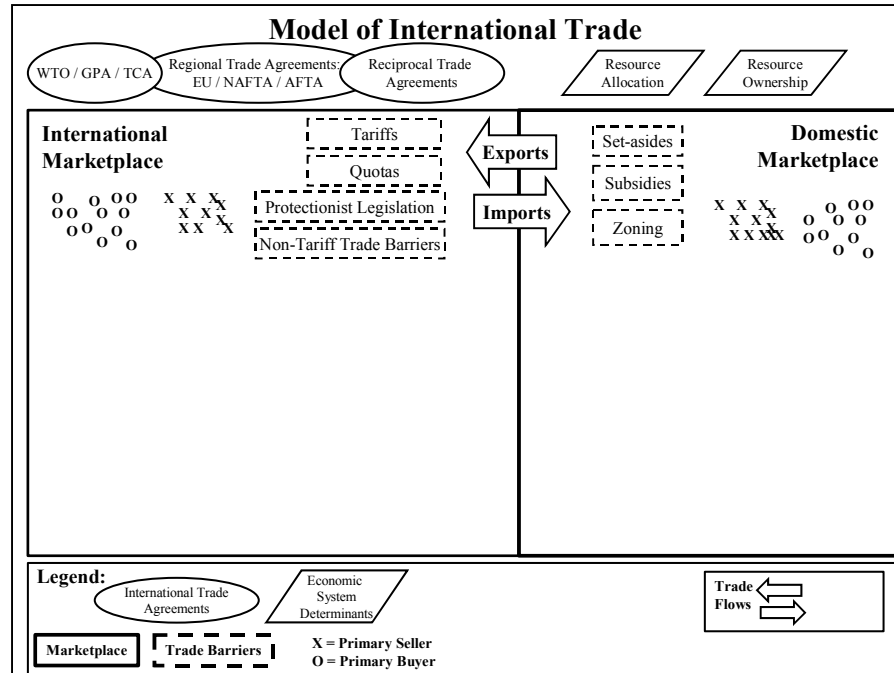 Model of International Trade
WTO / GPA / TCA
Regional Trade Agreements:
EU / NAFTA / AFTA
Reciprocal Trade
Agreements
Resource
Allocation
Resource
Ownership
International
Marketplace
Tariffs
Quotas
Protectionist Legislation
Non-Tariff Trade Barriers
Exports
Imports
Set-asides
Subsidies
Zoning
Domestic
Marketplace
O O O O O
O O O O O
O O O
O O
X X X X
X X X X
X X X
X X X X
X X X X
X X X X X
O O O
O O O
O O O O
O O
Legend:
International Trade
Agreements
Economic
System
Determinants
Trade
Flows
Marketplace
Trade Barriers
X = Primary Seller
O = Primary Buyer